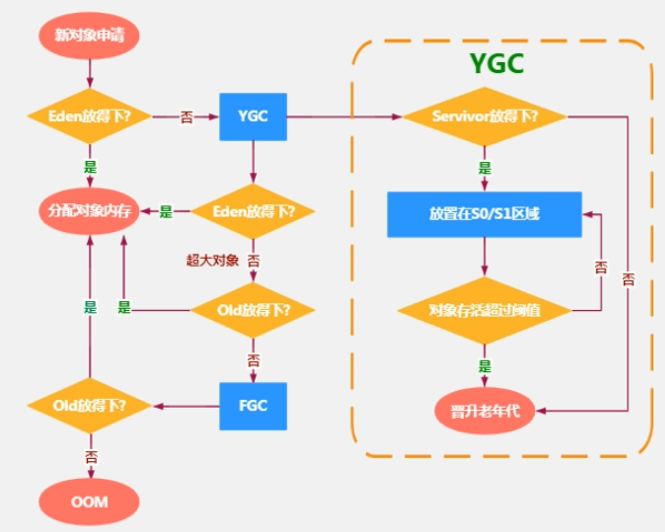 新对象申请
Eden放得下?
否
YGC
是
分配对象内存
是
Eden放得下?
超大对象
否
是
是
Old放得下?
否
Old放得下?
FGC
否
OOM
YGC
Servivor放得下?
是
放置在S0/S1区域
否
否
对象存活超过阈值
是
晋升老年代